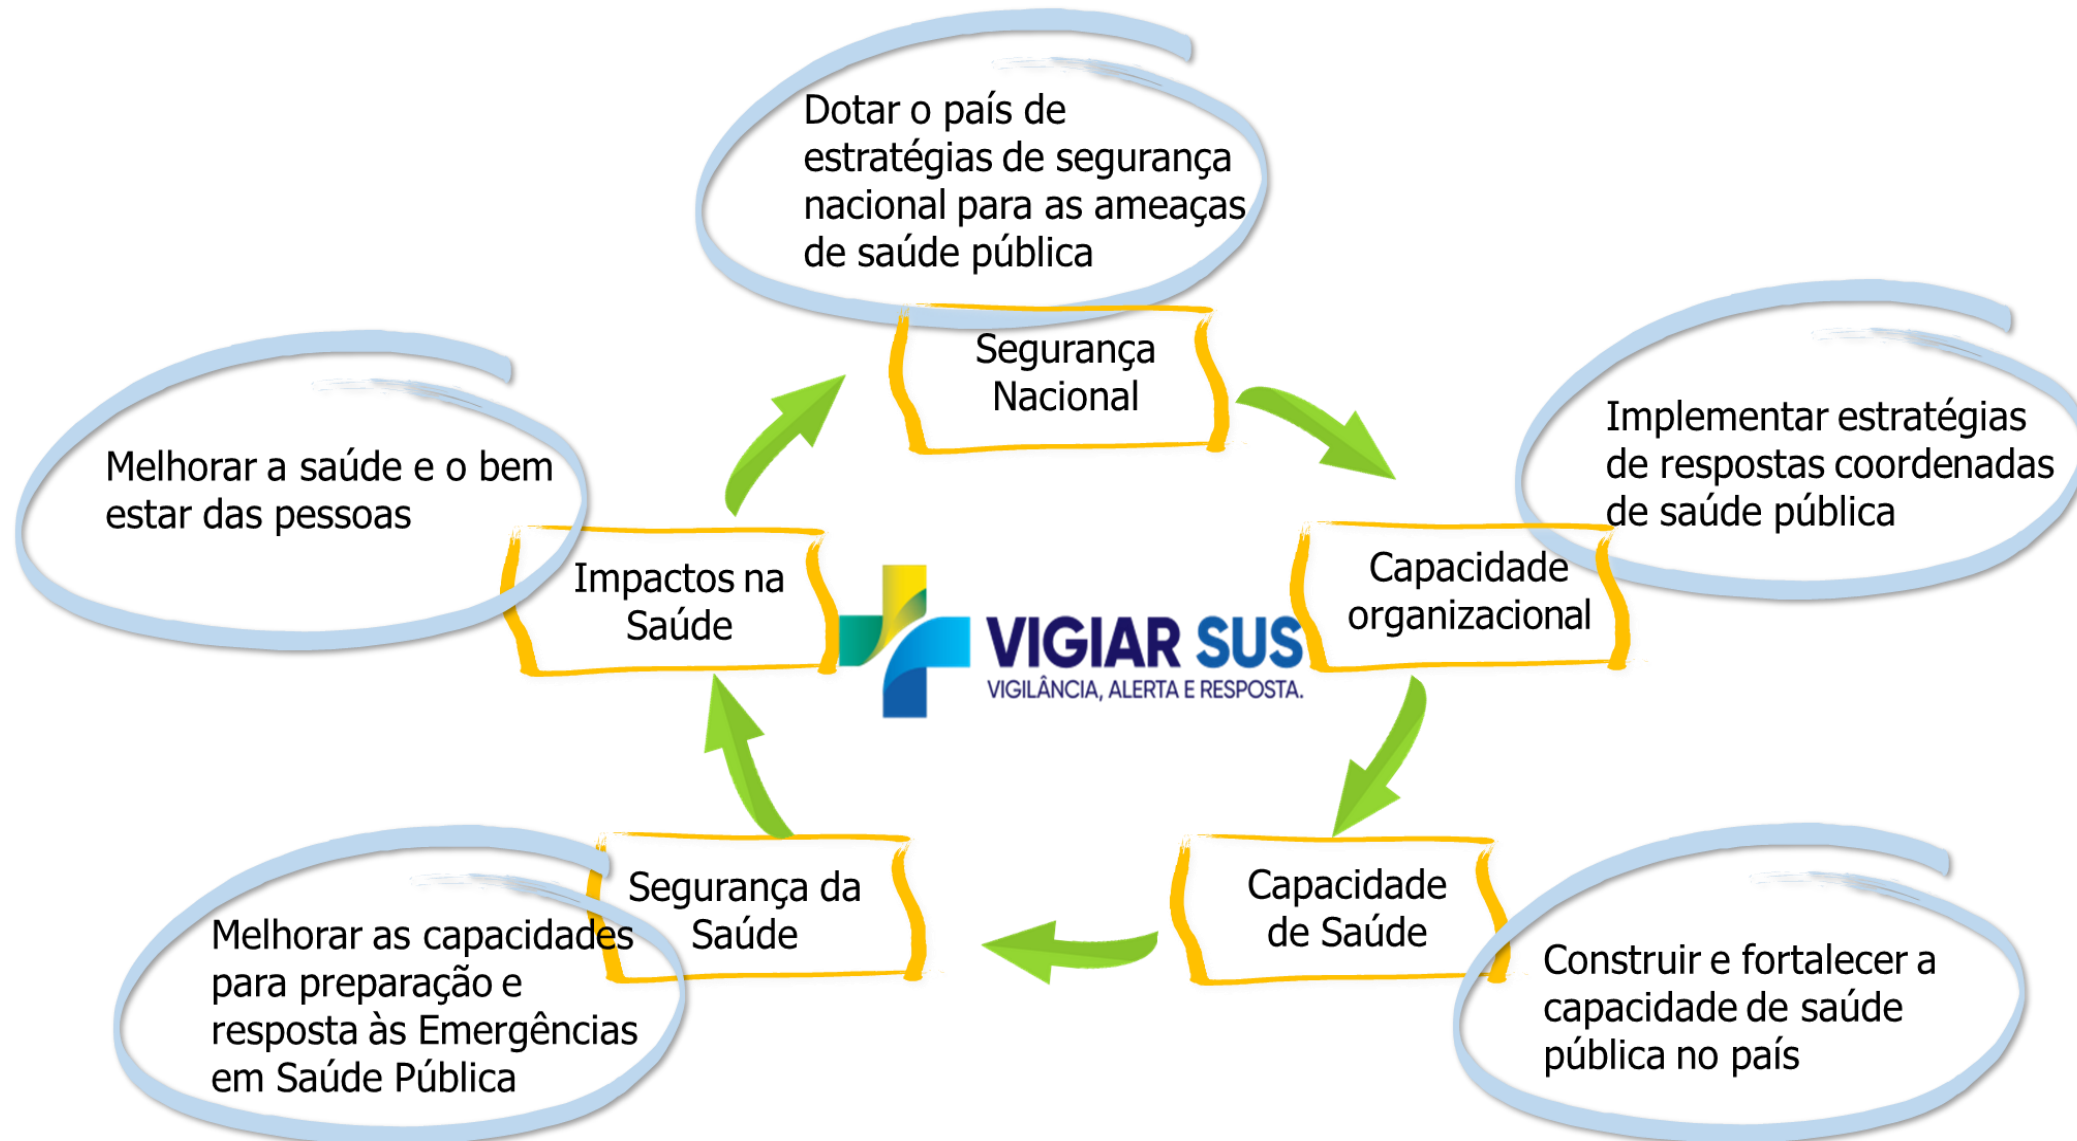 Dotar o país de
estratégias de segurança
nacional para as ameaças
de saúde pública
Segurança
Nacional
Implementar estratégias
de respostas coordenadas
de saúde pública
Capacidade
organizacional
Melhorar a saúde e o bem
estar das pessoas
Impactos na
Saúde
VIGIAR SUS
VIGILÂNCIA, ALERTA E RESPOSTA.
Segurança da
Saúde
Melhorar as capacidades
para preparação e
resposta às Emergências
em Saúde Pública
Capacidade
de Saúde
Construir e fortalecer a
capacidade de saúde
pública no país